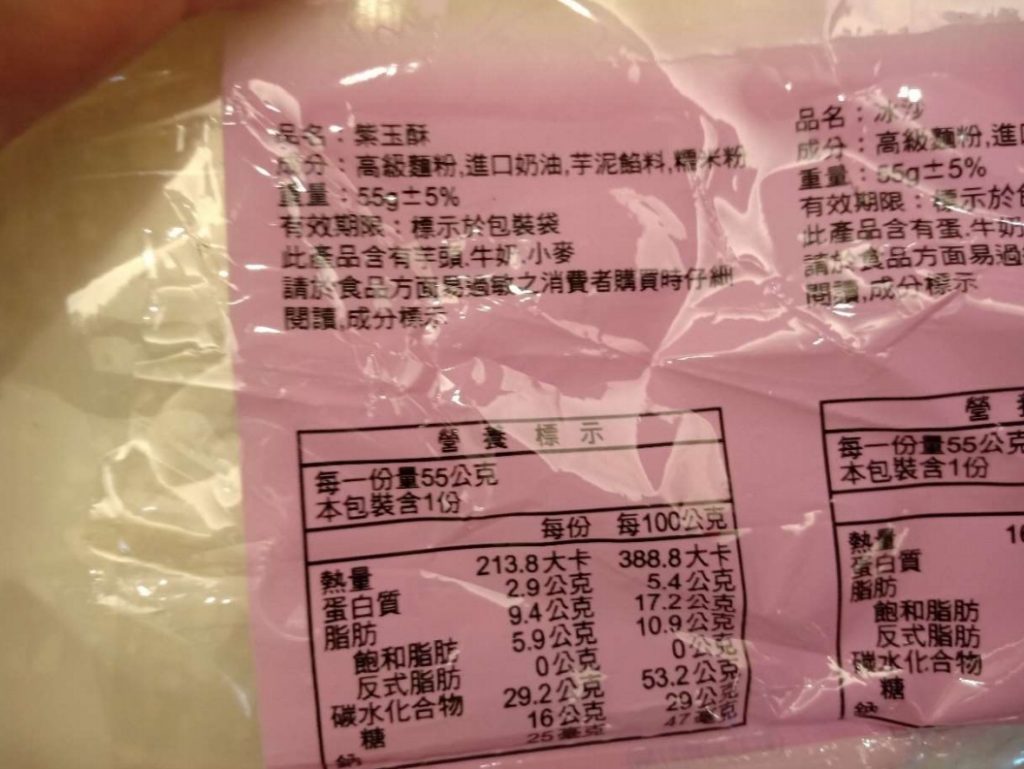 品名：紫玉酥
成分：高級麵粉,進口奶油,芋泥餡料,糯米粉
重量：55g±5%
有效期限：標示於包裝袋
此產品含有芋頭.牛奶.小麥
請於食品方面易過敏之消費者購買時仔細
閱讀,成分標示
營養標示
每一份量55公克
本包裝含1份
每份 每100公克
熱量 213.8大卡 388.8大卡
蛋白質 2.9公克 5.4公克
脂肪 9.4公克 17.2公克
飽和脂肪 5.9公克 10.9公克
反式脂肪 0公克 0公克
碳水化合物 29.2公克 53.2公克
糖 16公克 29公克
鈉 25毫克 47毫克
品名：冰沙
成分：高級麵粉,進
重量：55g±5%
有效期限：標示於
此產品含有蛋.牛奶
請於食品方面易過
閱讀,成分標示
營
每一份量55公克
本包裝含1份
熱量
蛋白質
脂肪
飽和脂肪
反式脂肪
碳水化合物
糖
鈉